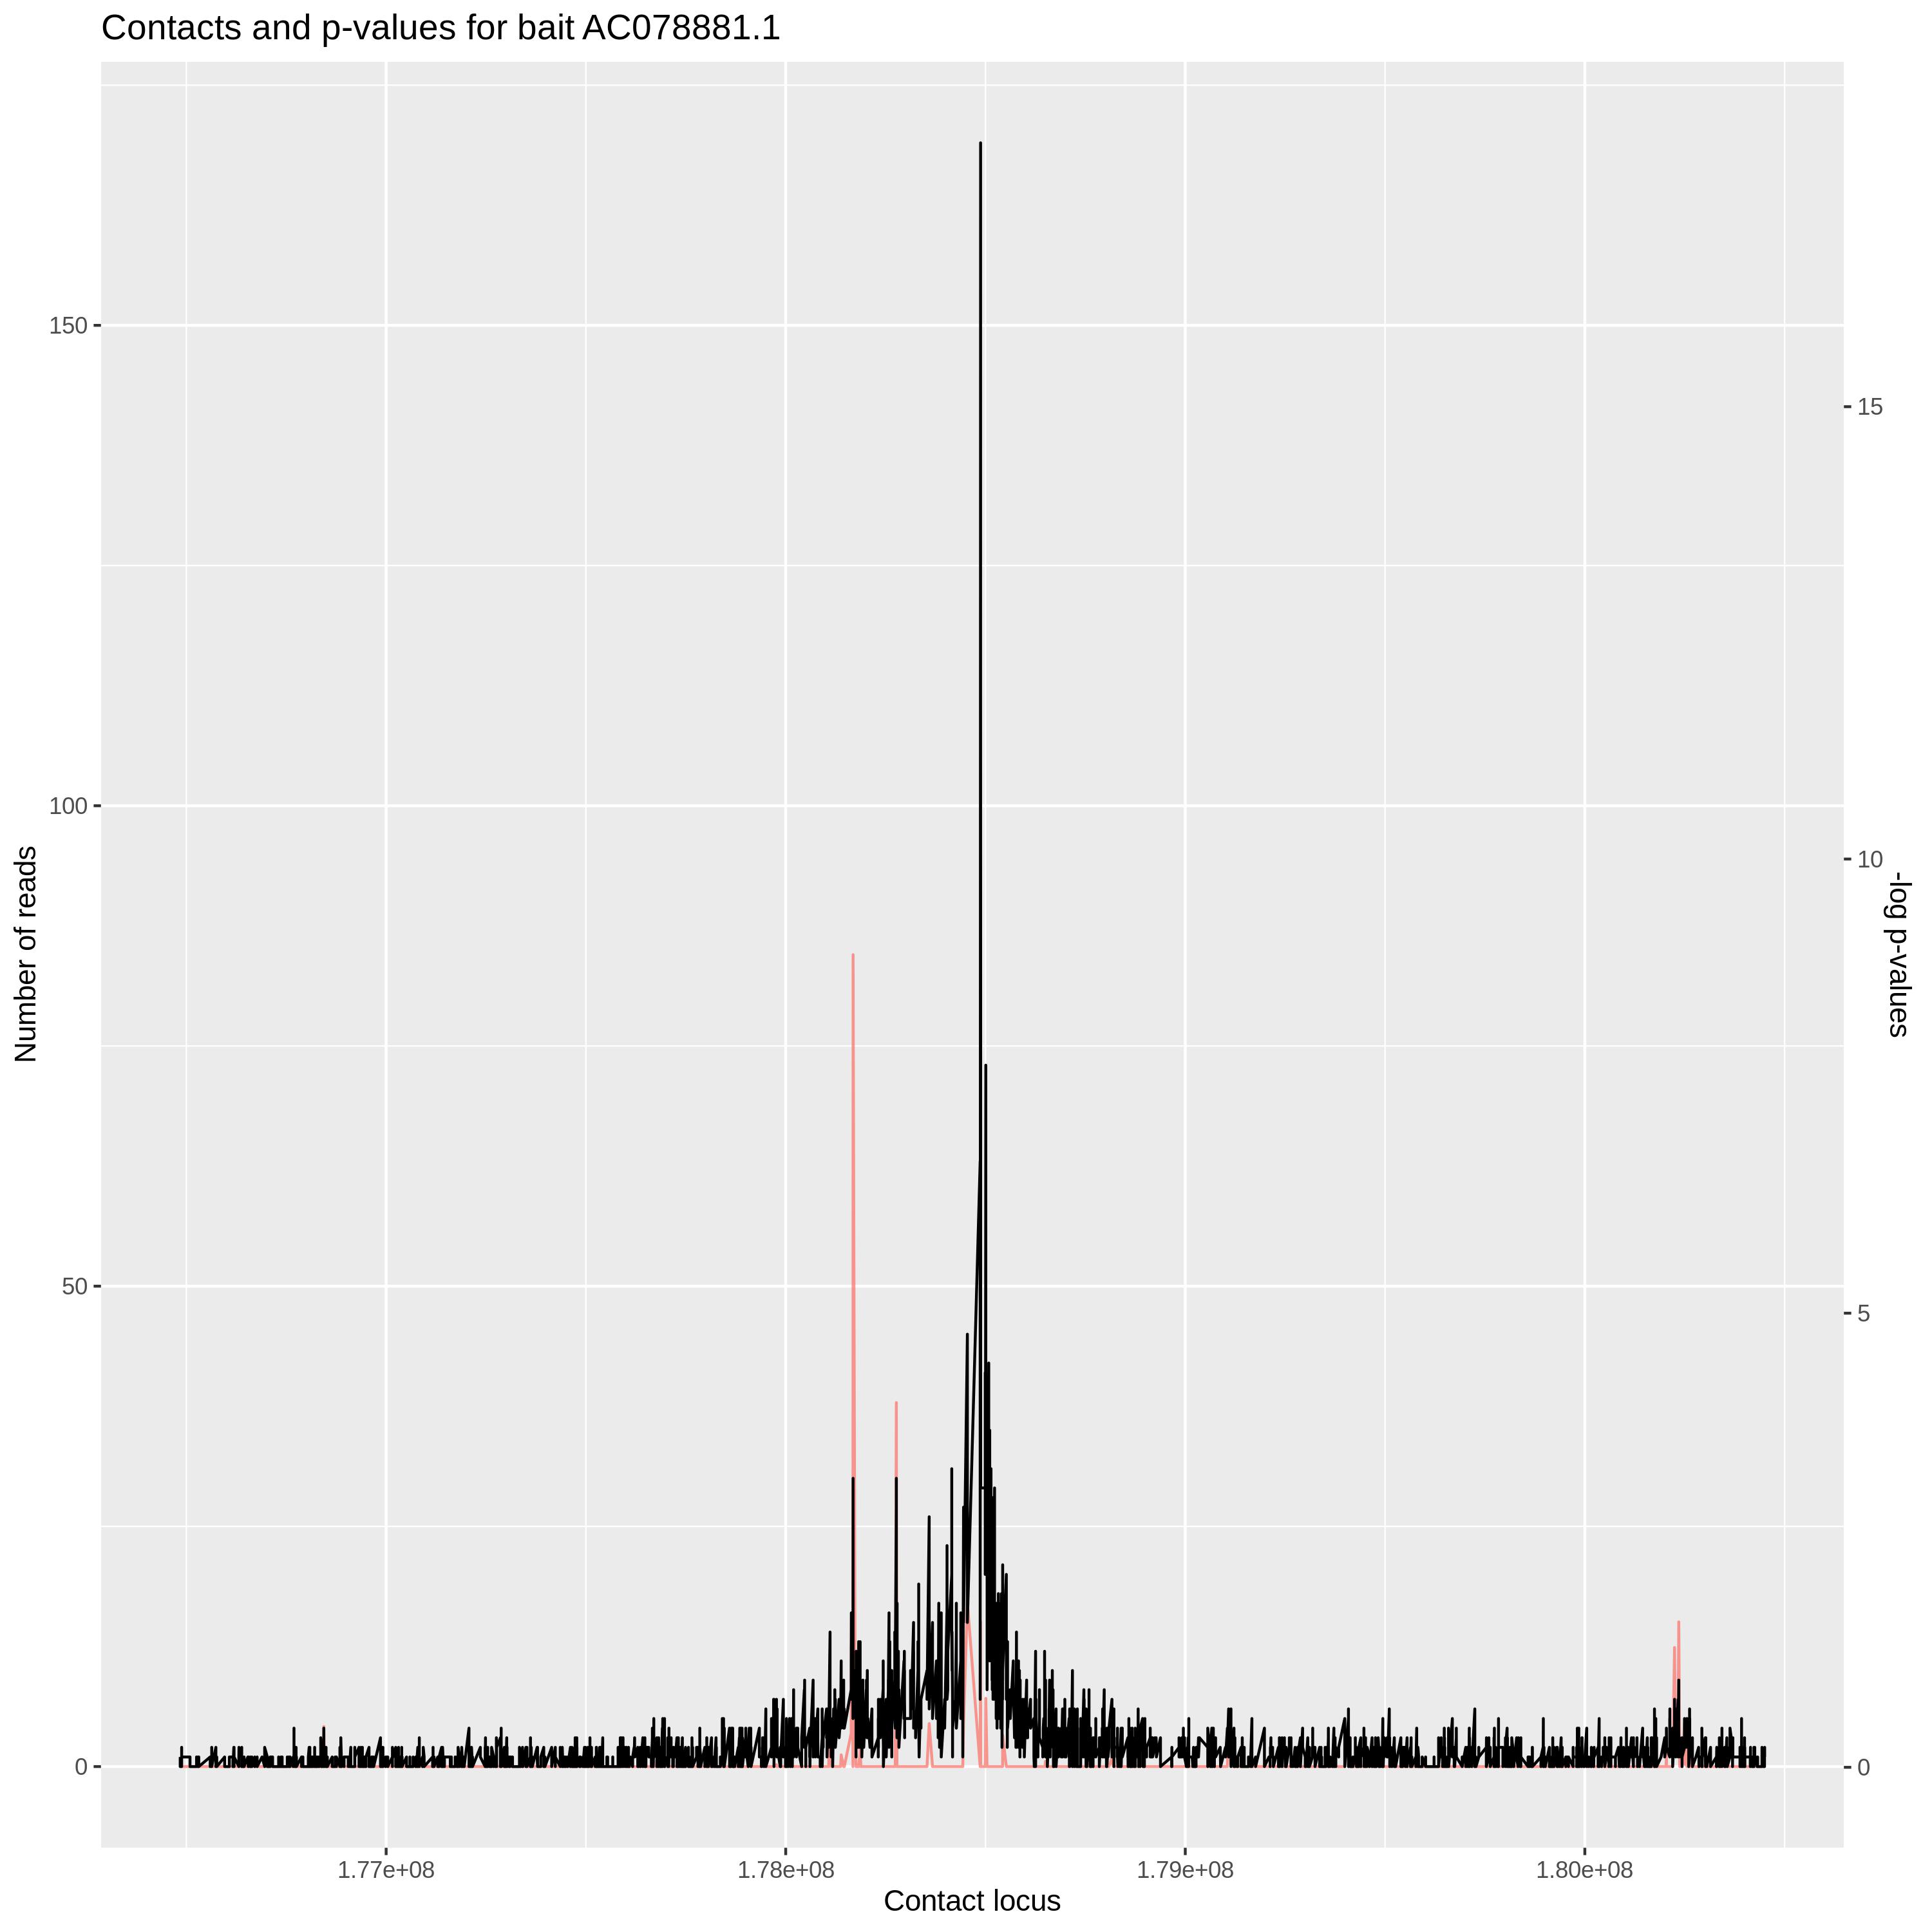 Contacts and p-values for bait AC078881.1
150
100
50
0
Number of reads
15
10
5
0
-log p-values
1.77e+08
1.78e+08
1.79e+08
1.80e+08
Contact locus